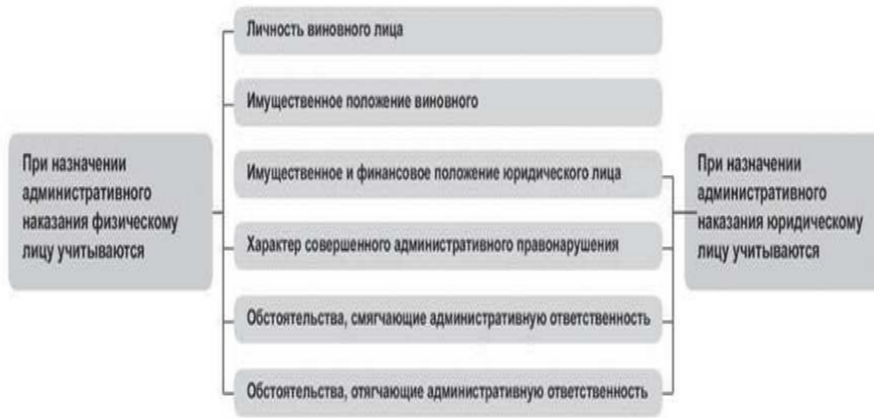 Личность виновного лица
Имущественное положение виновного
При назначении
административного
наказания физическому
лицу учитываются
Имущественное и финансовое положение юридического лица
Характер совершенного административного правонарушения
Обстоятельства, смягчающие административную ответственность
Обстоятельства, отягчающие административную ответственность
При назначении
административного
наказания юридическому
лицу учитываются